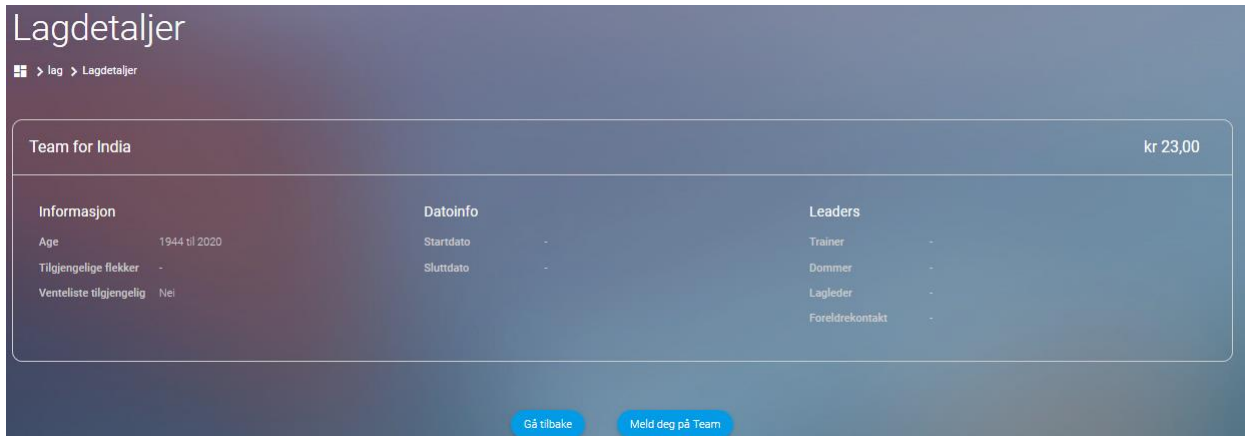 Lagdetaljer
lag Lagdetaljer
Team for India kr 23,00
Informasjon Datoinfo Leaders
Age 1944 til 2020 Startdato - Trainer -
Tilgjengelige flekker - Sluttdato - Dommer -
Venteliste tilgjengelig Nei Lagleder -
Foreldrekontakt -
Gå tilbake Meld deg på Team